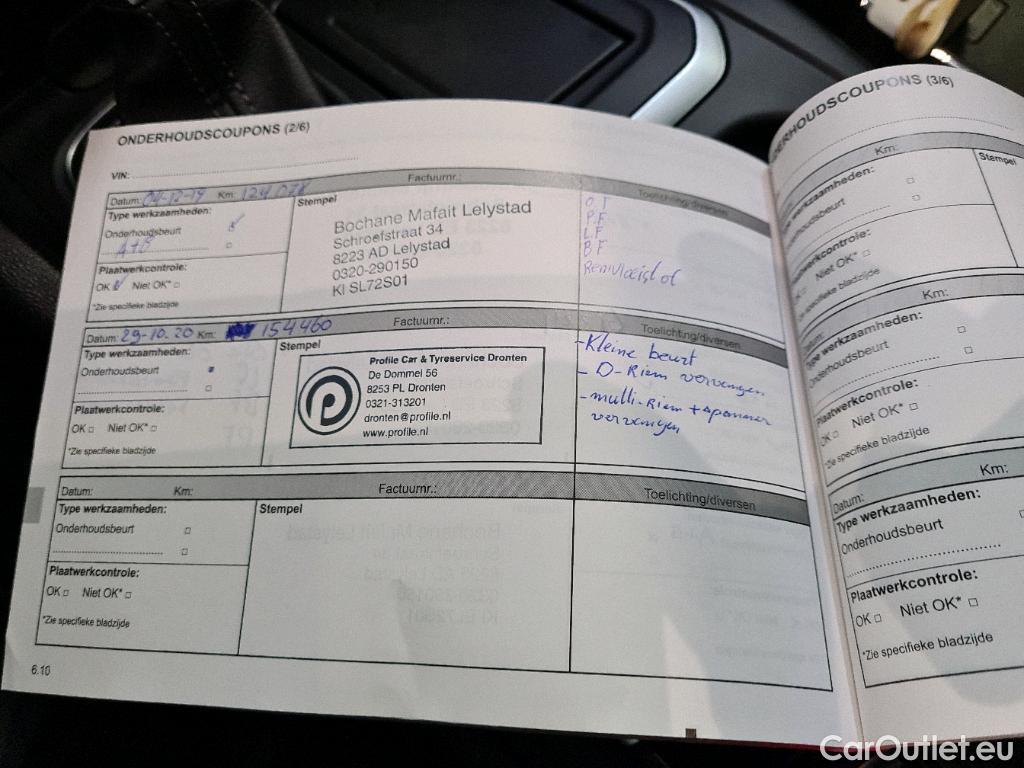 ONDERHOUDSCOUPONS (2/6)
VIN:
Datum: 04-12-19 Km: 124078 Factuurnr.: Toelichting/diversen
Type werkzaamheden:
Onderhoudsbeurt
A+B
Plaatwerkcontrole:
OK Niet OK*
*Zie specifieke bladzijde
Stempel
Bochane Mafait Lelystad
Schroefstraat 34
8223 AD Lelystad
0320-290150
KI SL72S01
O.F
P.F
L.F
B F
Remvloeistof
Datum: 29-10.20 Km: 154460 Factuurnr.: Toelichting/diversen
Type werkzaamheden:
Onderhoudsbeurt
Plaatwerkcontrole:
OK Niet OK*
*Zie specifieke bladzijde
Stempel
Profile Car & Tyreservice Dronten
De Dommel 56
8253 PL Dronten
0321-313201
dronten@profile.nl
www.profile.nl
-Kleine beurt
- D-Riem vervangen
- multi-Riem + spanner
vervangen
Datum: Km: Factuurnr.: Toelichting/diversen
Type werkzaamheden:
Onderhoudsbeurt
Plaatwerkcontrole:
OK Niet OK*
*Zie specifieke bladzijde
Stempel
6.10
ONDERHOUDSCOUPONS (3/6)
Km:
Stempel
werkzaamheden:
Onderhoudsbeurt
Plaatwerkcontrole:
OK Niet OK*
*Zie specifieke bladzijde
Datum: Km:
Type werkzaamheden:
Onderhoudsbeurt
Plaatwerkcontrole:
OK Niet OK*
*Zie specifieke bladzijde
Datum: Km:
Type werkzaamheden:
Onderhoudsbeurt
Plaatwerkcontrole:
OK Niet OK*
*Zie specifieke bladzijde
CarOutlet.eu